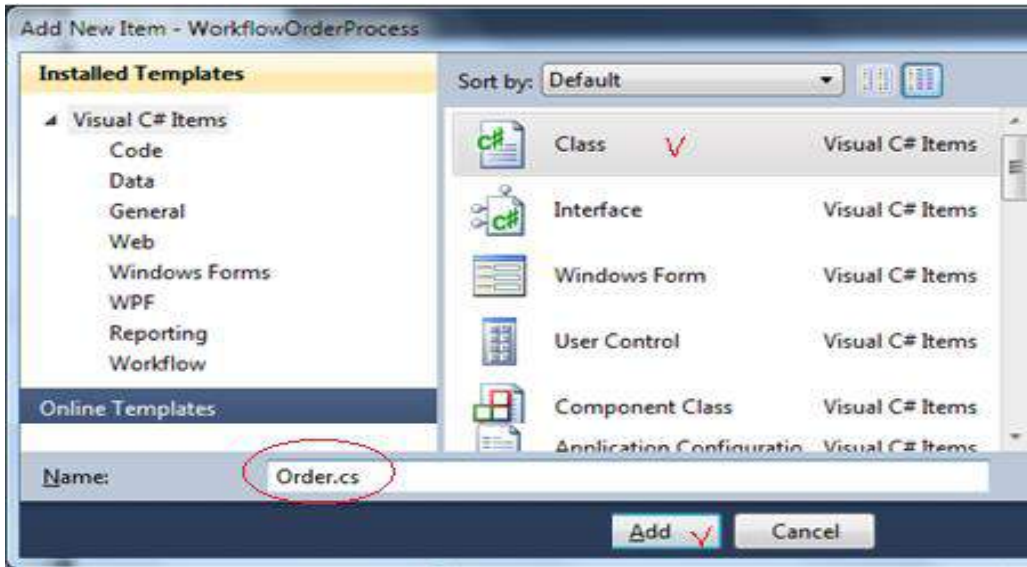 Add New Item - WorkflowOrderProcess
Installed Templates
Visual C# Items
Code
Data
General
Web
Windows Forms
WPF
Reporting
Workflow
Online Templates
Sort by: Default
Class Visual C# Items
Interface Visual C# Items
Windows Form Visual C# Items
User Control Visual C# Items
Component Class Visual C# Items
Application Configuratio Visual C# Items
Name: Order.cs
Add Cancel